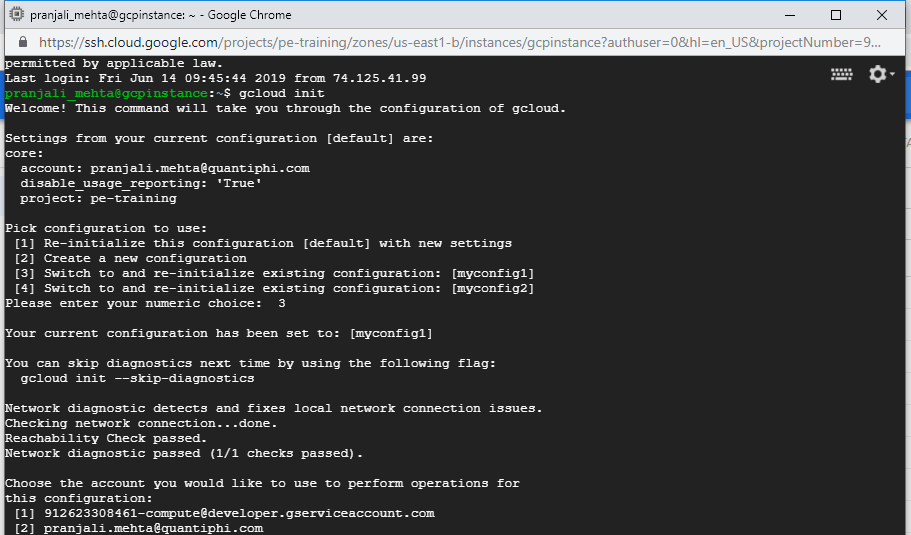 pranjali_mehta@gcpinstance: ~ - Google Chrome
https://ssh.cloud.google.com/projects/pe-training/zones/us-east1-b/instances/gcpinstance?authuser=0&hl=en_US&projectNumber=9...
permitted by applicable law.
Last login: Fri Jun 14 09:45:44 2019 from 74.125.41.99
pranjali_mehta@gcpinstance:~$ gcloud init
Welcome! This command will take you through the configuration of gcloud.
Settings from your current configuration [default] are:
core:
  account: pranjali.mehta@quantiphi.com
  disable_usage_reporting: 'True'
  project: pe-training
Pick configuration to use:
 [1] Re-initialize this configuration [default] with new settings
 [2] Create a new configuration
 [3] Switch to and re-initialize existing configuration: [myconfig1]
 [4] Switch to and re-initialize existing configuration: [myconfig2]
Please enter your numeric choice:  3
Your current configuration has been set to: [myconfig1]
You can skip diagnostics next time by using the following flag:
  gcloud init --skip-diagnostics
Network diagnostic detects and fixes local network connection issues.
Checking network connection...done.
Reachability Check passed.
Network diagnostic passed (1/1 checks passed).
Choose the account you would like to use to perform operations for
this configuration:
 [1] 912623308461-compute@developer.gserviceaccount.com
 [2] pranjali.mehta@quantiphi.com